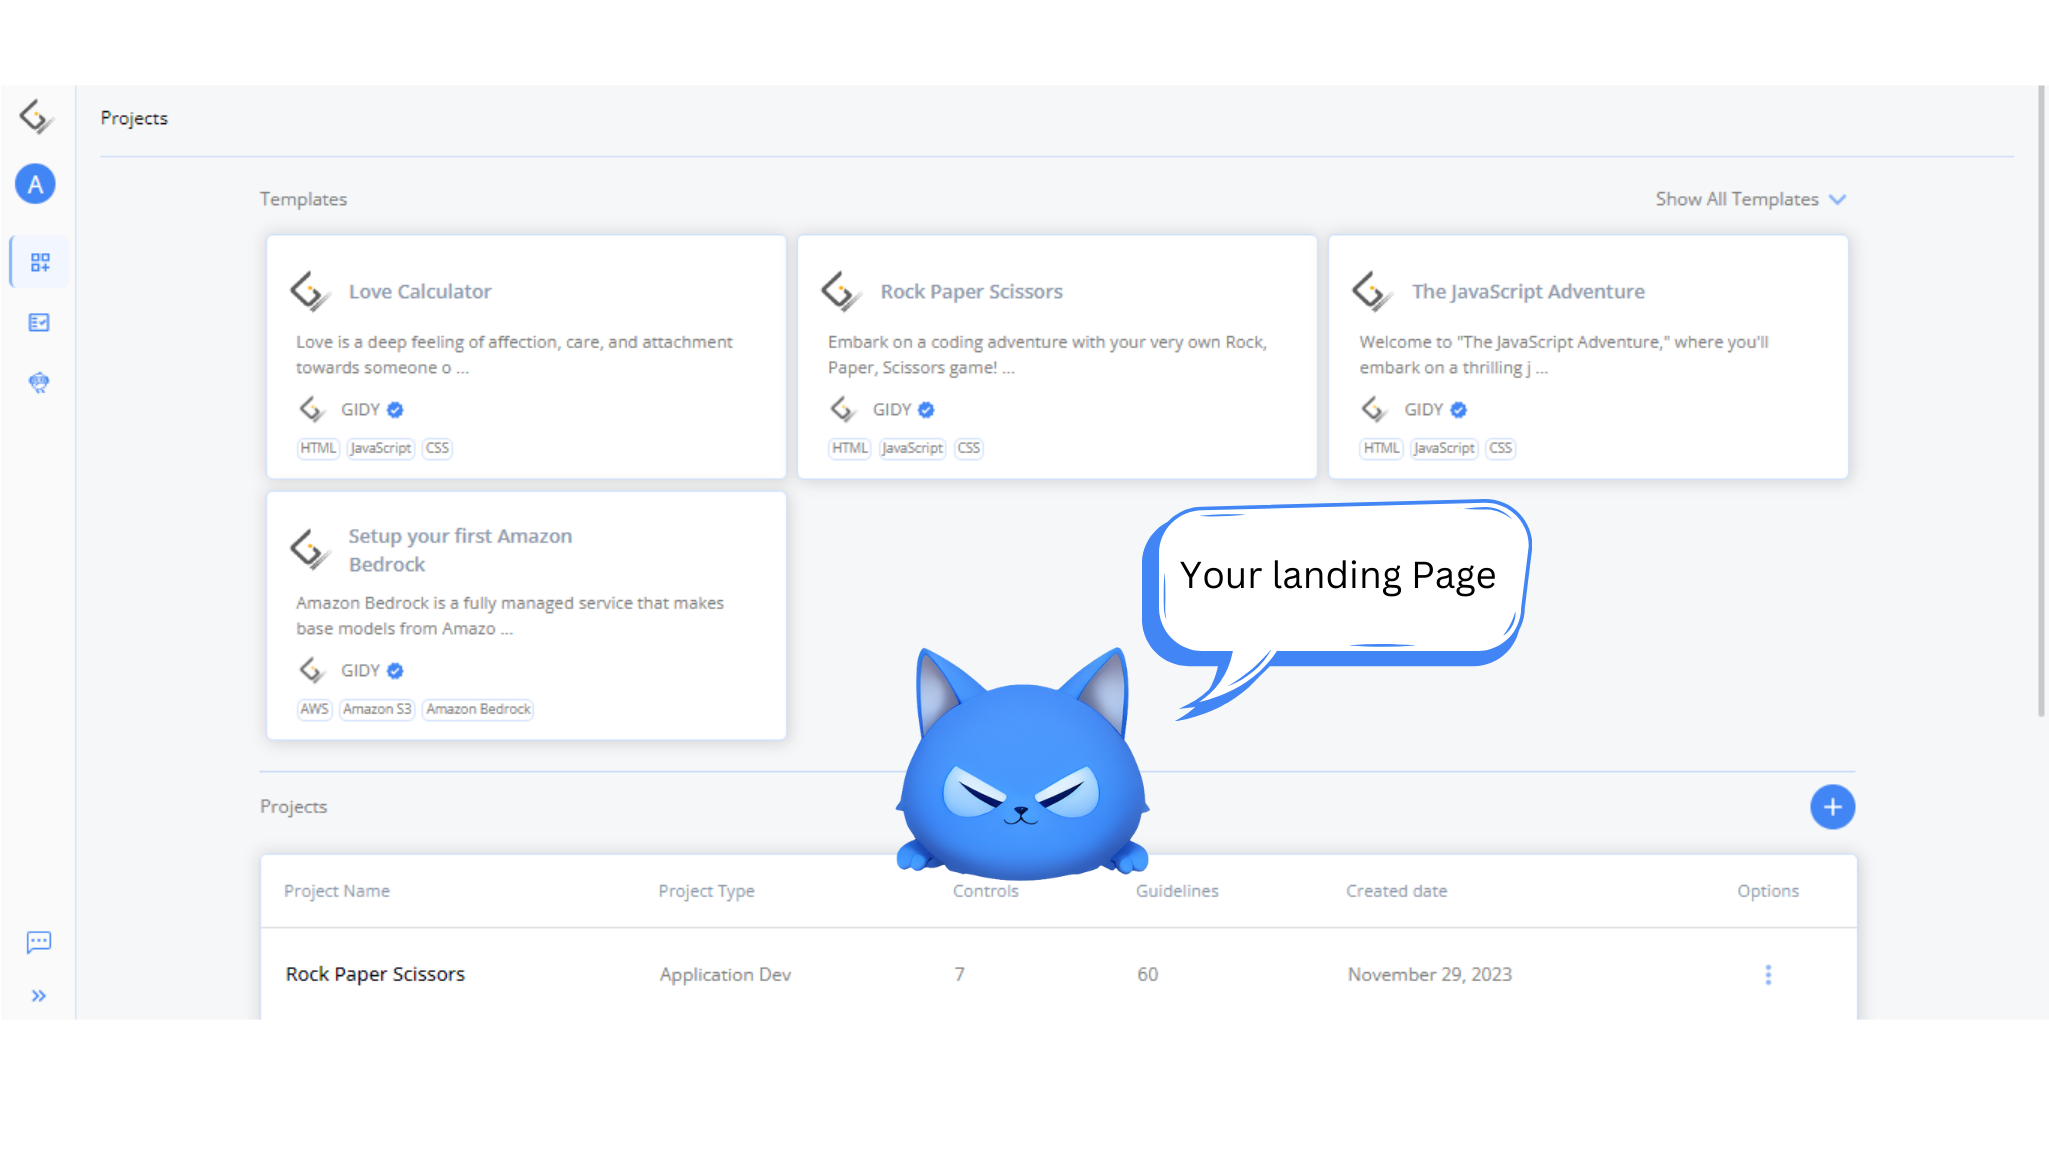 Projects
A
Templates
Show All Templates
Love Calculator
Love is a deep feeling of affection, care, and attachment
towards someone o ...
GIDY
HTML JavaScript CSS
Rock Paper Scissors
Embark on a coding adventure with your very own Rock,
Paper, Scissors game! ...
GIDY
HTML JavaScript CSS
The JavaScript Adventure
Welcome to "The JavaScript Adventure," where you'll
embark on a thrilling j ...
GIDY
HTML JavaScript CSS
Setup your first Amazon
Bedrock
Amazon Bedrock is a fully managed service that makes
base models from Amazo ...
GIDY
AWS Amazon S3 Amazon Bedrock
Your landing Page
Projects
Project Name Project Type Controls Guidelines Created date Options
Rock Paper Scissors Application Dev 7 60 November 29, 2023